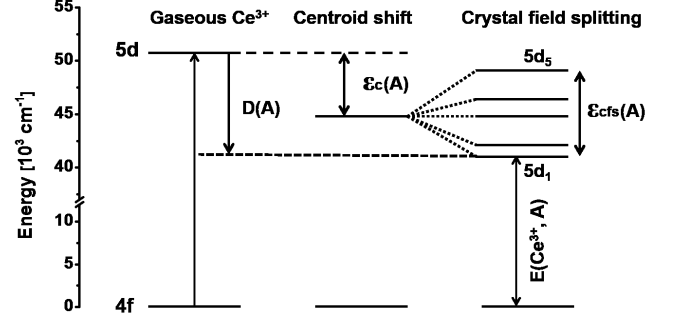 Gaseous Ce³⁺ Centroid shift Crystal field splitting
Energy [10³ cm⁻¹]
55
50
45
40
10
5
0
5d
4f
D(A)
εc(A)
5d₅
εcfs(A)
5d₁
E(Ce³⁺, A)